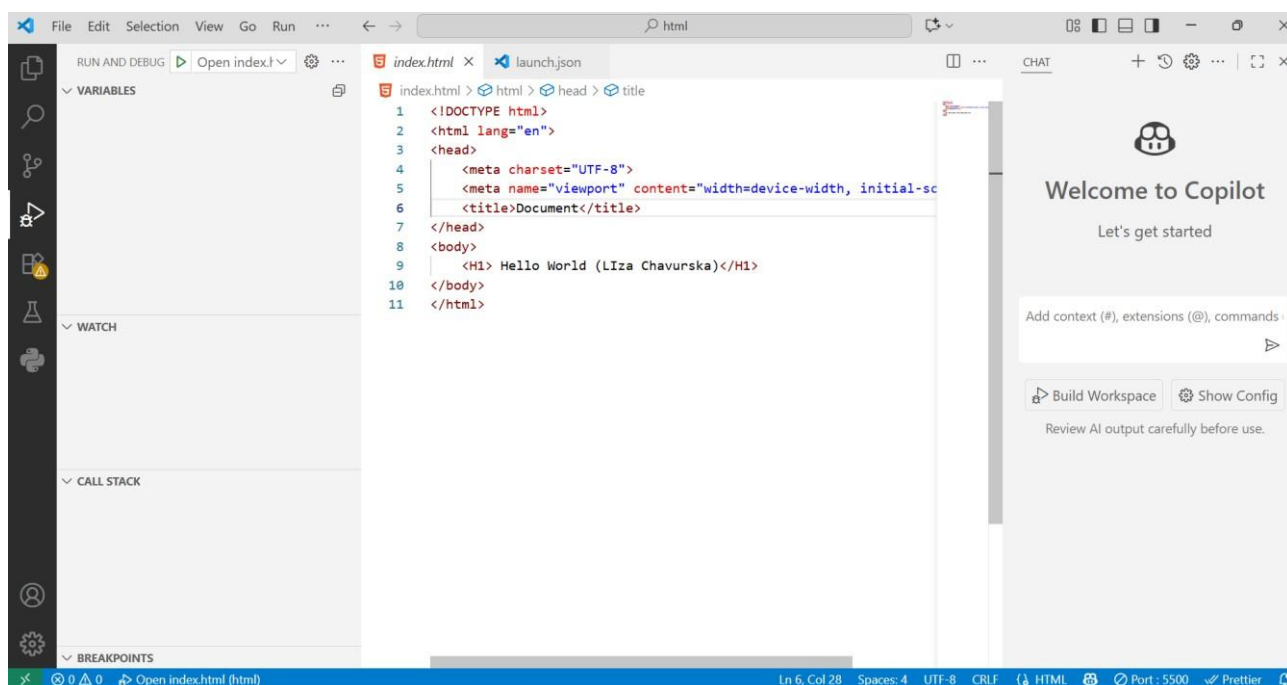 File Edit Selection View Go Run ··· html
RUN AND DEBUG Open index.h ···
VARIABLES
WATCH
CALL STACK
BREAKPOINTS
index.html launch.json ···
index.html > html > head > title
1 <!DOCTYPE html>
2 <html lang="en">
3 <head>
4 <meta charset="UTF-8">
5 <meta name="viewport" content="width=device-width, initial-sc
6 <title>Document</title>
7 </head>
8 <body>
9 <H1> Hello World (LIza Chavurska)</H1>
10 </body>
11 </html>
CHAT ···
Welcome to Copilot
Let's get started
Add context (#), extensions (@), commands
Build Workspace Show Config
Review AI output carefully before use.
0 0 Open index.html (html) Ln 6, Col 28 Spaces: 4 UTF-8 CRLF HTML Port : 5500 Prettier